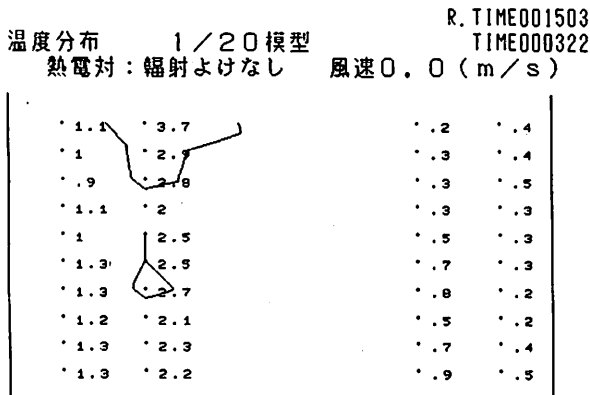 R.TIME001503
温度分布 1/20模型 TIME000322
熱電対:輻射よけなし 風速0.0(m/s)
1.1 3.7 .2 .4
1 2.9 .3 .4
.9 2.8 .3 .5
1.1 2 .3 .3
1 2.5 .5 .3
1.3 2.5 .7 .3
1.3 2.7 .8 .2
1.2 2.1 .5 .2
1.3 2.3 .7 .4
1.3 2.2 .9 .5